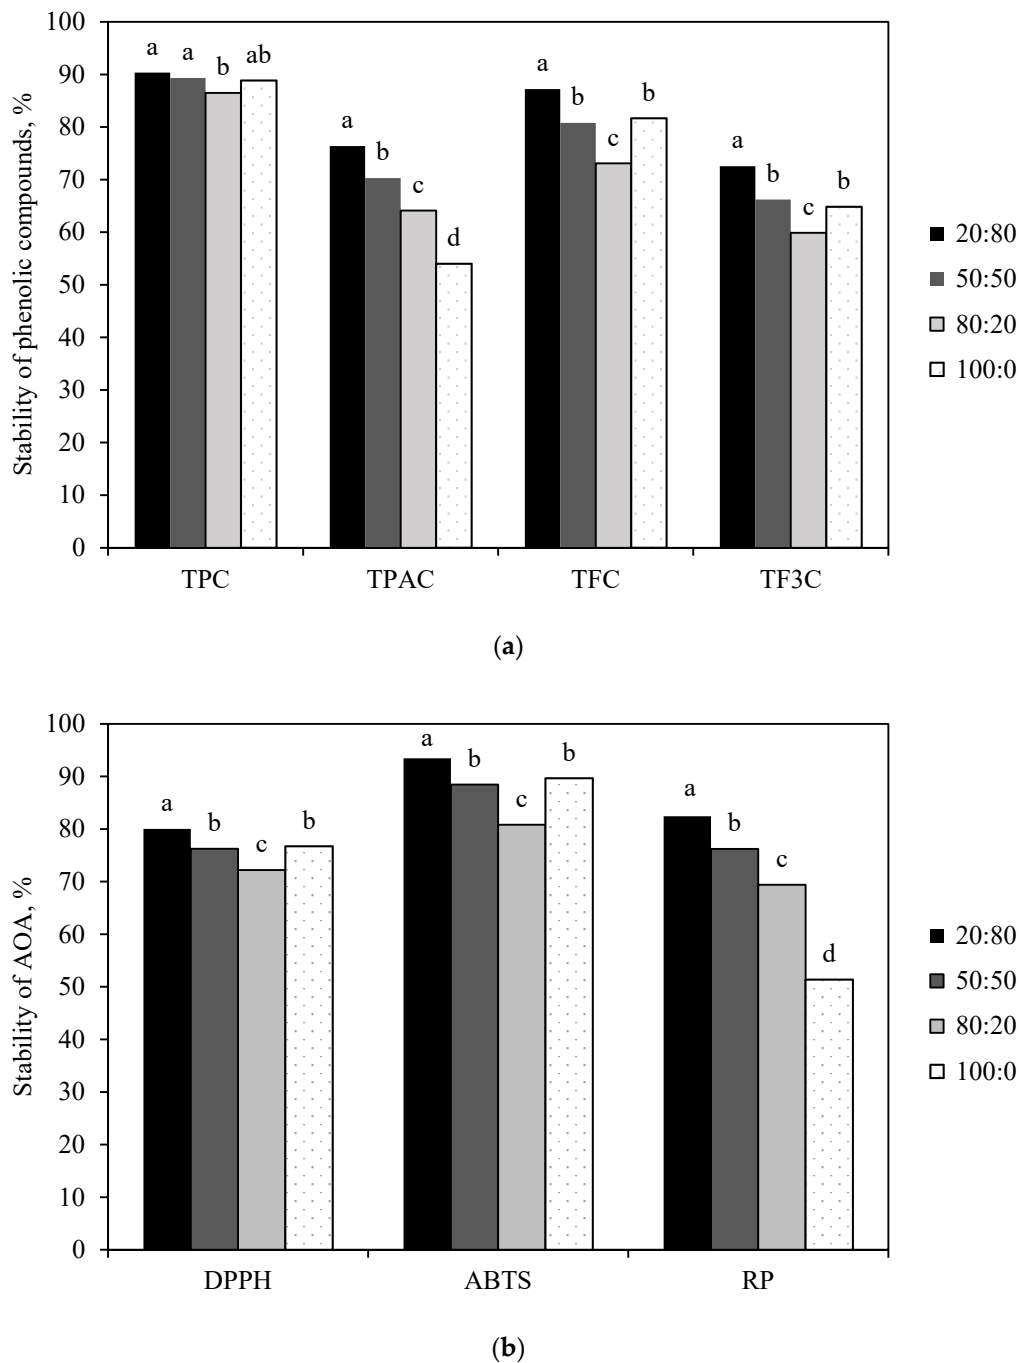 Stability of phenolic compounds, %
100
90
80
70
60
50
40
30
20
10
0
a a b ab
a b c d
a b c b
a b c b
TPC TPAC TFC TF3C
20:80
50:50
80:20
100:0
(a)
Stability of AOA, %
100
90
80
70
60
50
40
30
20
10
0
a b c b
a b c b
a b c d
DPPH ABTS RP
20:80
50:50
80:20
100:0
(b)